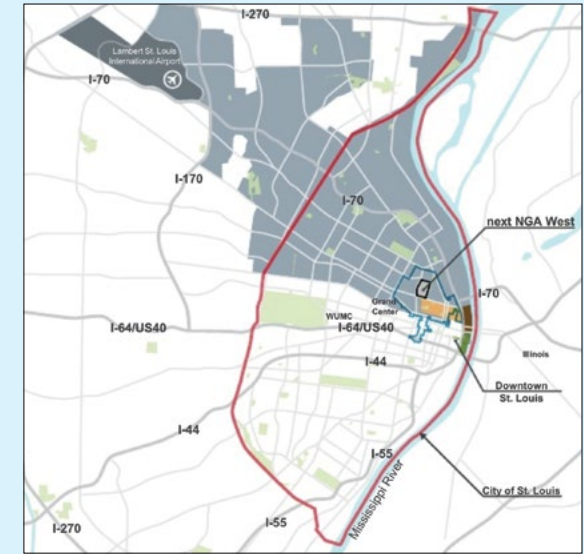 I-270
Lambert St. Louis
International Airport
I-70
I-170
I-70
next NGA West
I-70
Grand
Center
WUMC
I-64/US40
I-64/US40
Illinois
I-44
Downtown
St. Louis
I-44
I-55
City of St. Louis
Mississippi River
I-270
I-55